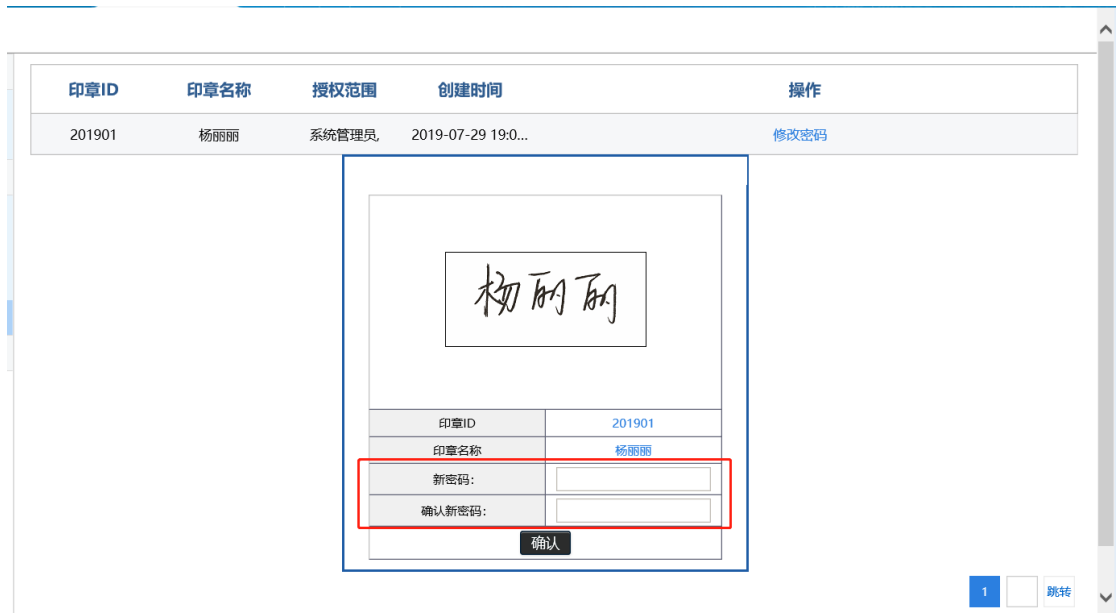 印章ID 印章名称 授权范围 创建时间 操作
201901 杨丽丽 系统管理员, 2019-07-29 19:0... 修改密码
杨丽丽
印章ID 201901
印章名称 杨丽丽
新密码:
确认新密码:
确认
1 跳转